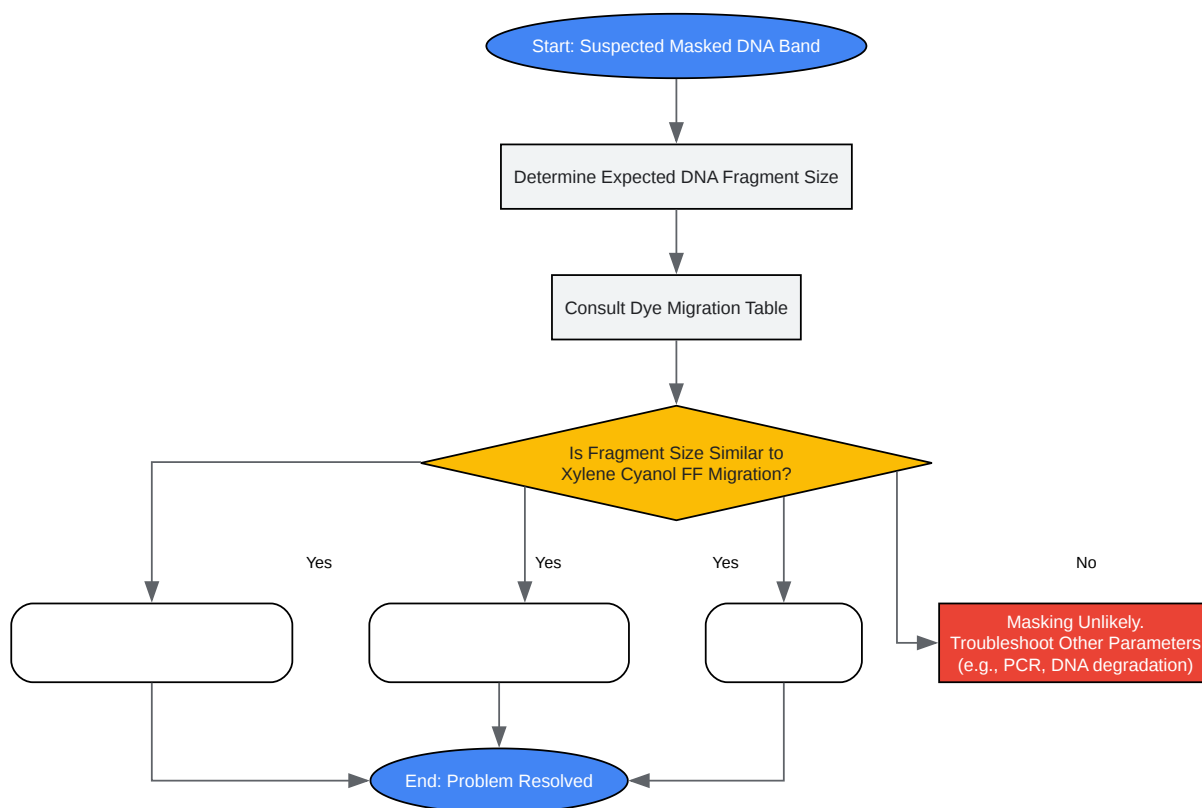 Start: Suspected Masked DNA Band
Determine Expected DNA Fragment Size
Consult Dye Migration Table
Is Fragment Size Similar to
Xylene Cyanol FF Migration?
Yes
Yes
Yes
No
Masking Unlikely.
Troubleshoot Other Parameters
(e.g., PCR, DNA degradation)
End: Problem Resolved